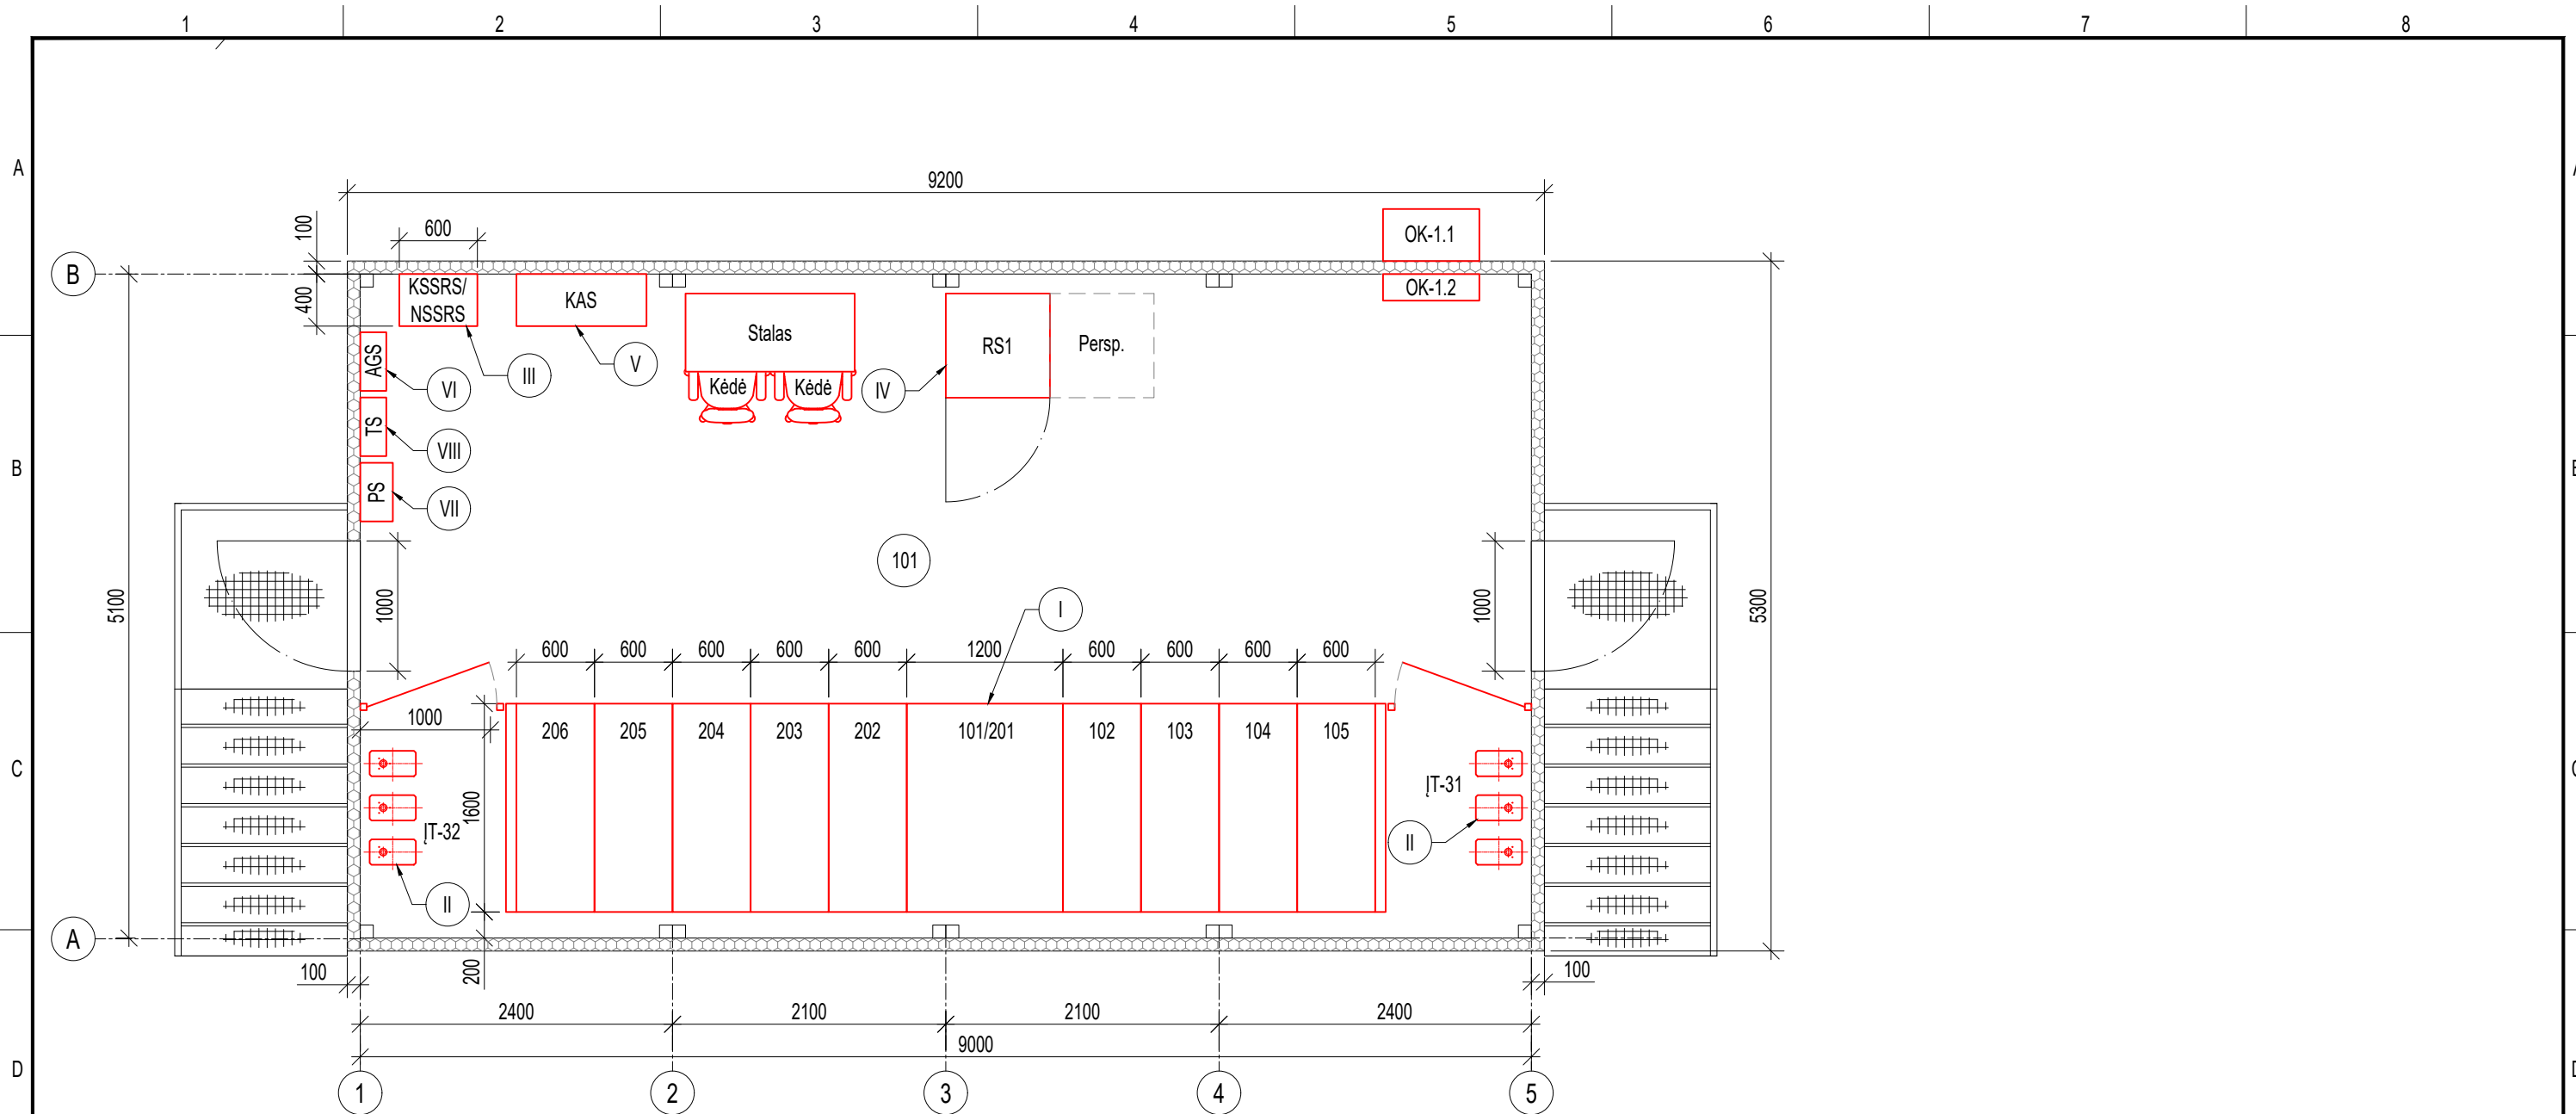 1 2 3 4 5 6 7 8
A
9200
100
600
OK-1.1
B
400
KSSRS/
NSSRS
KAS
OK-1.2
Stalas
RS1
Persp.
AGS
VI
III
V
Kėdė
Kėdė
IV
TS
VIII
B
PS
VII
101
5100
1000
1000
5300
I
600 600 600 600 600 1200 600 600 600 600
1000
206 205 204 203 202 101/201 102 103 104 105
C
1600
ĮT-32
ĮT-31
II
II
A
200
100
100
2400 2100 2100 2400
9000
D
1 2 3 4 5